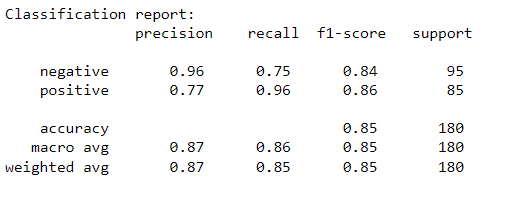 Classification report:
precision recall f1-score support
negative 0.96 0.75 0.84 95
positive 0.77 0.96 0.86 85
accuracy 0.85 180
macro avg 0.87 0.86 0.85 180
weighted avg 0.87 0.85 0.85 180